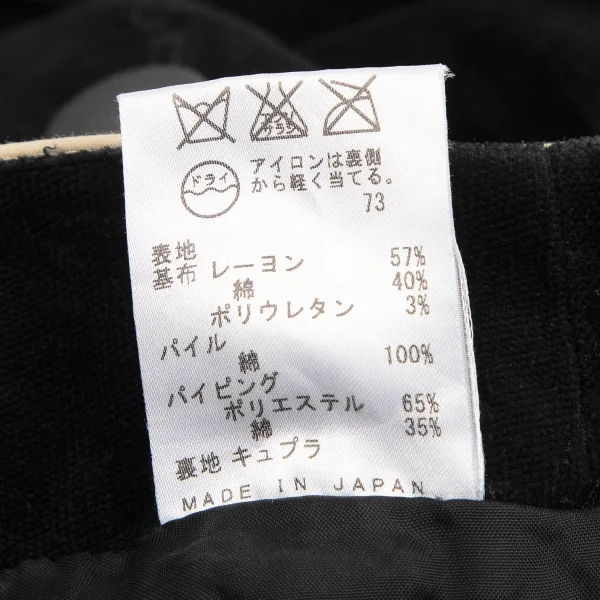 サラシ
ドライ
アイロンは裏側
から軽く当てる。
73
表地
基布 レーヨン 57%
綿 40%
ポリウレタン 3%
パイル
綿 100%
パイピング
ポリエステル 65%
綿 35%
裏地 キュプラ
MADE IN JAPAN